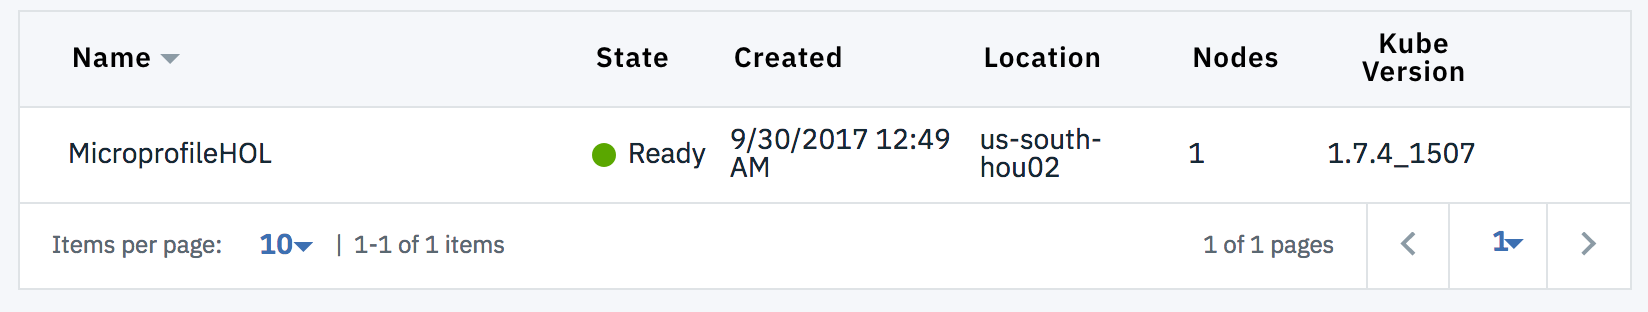 Name State Created Location Nodes Kube Version
MicroprofileHOL Ready 9/30/2017 12:49 AM us-south-hou02 1 1.7.4_1507
Items per page: 10 | 1-1 of 1 items 1 of 1 pages 1